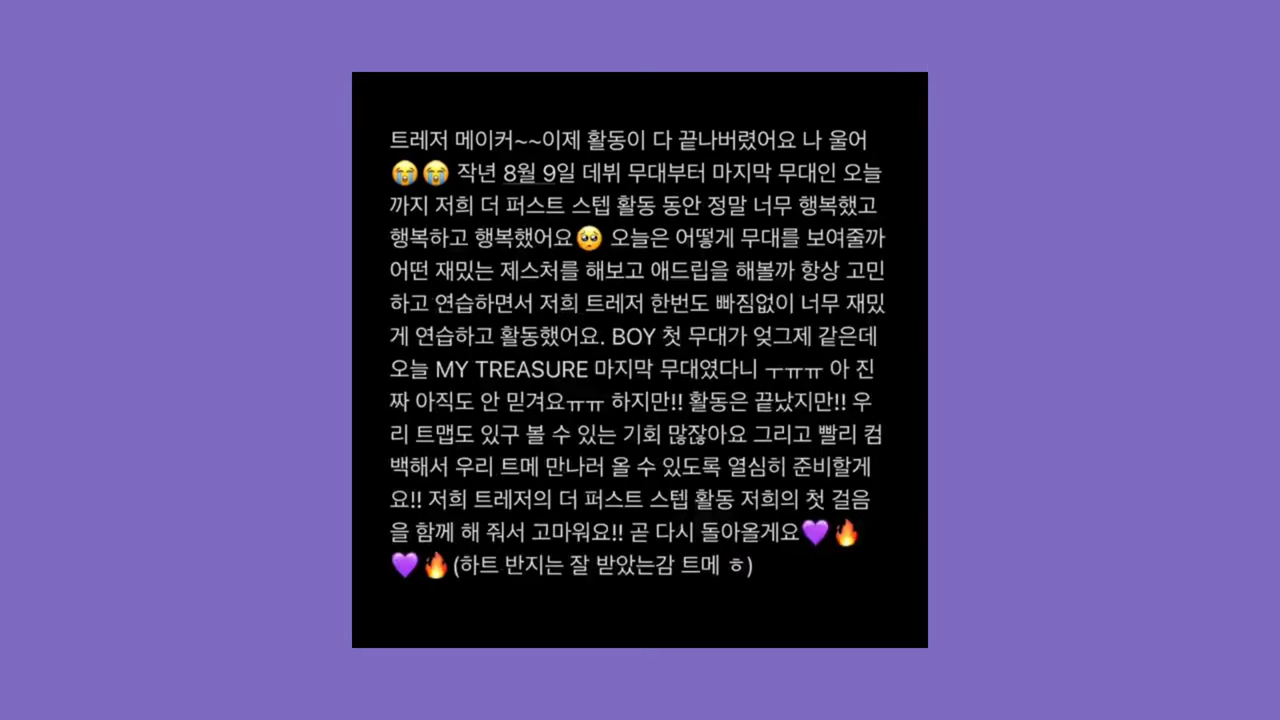 트레저 메이커~~이제 활동이 다 끝나버렸어요 나 울어
😭😭 작년 8월 9일 데뷔 무대부터 마지막 무대인 오늘
까지 저희 더 퍼스트 스텝 활동 동안 정말 너무 행복했고
행복하고 행복했어요🥺 오늘은 어떻게 무대를 보여줄까
어떤 재밌는 제스처를 해보고 애드립을 해볼까 항상 고민
하고 연습하면서 저희 트레저 한번도 빠짐없이 너무 재밌
게 연습하고 활동했어요. BOY 첫 무대가 엊그제 같은데
오늘 MY TREASURE 마지막 무대였다니 ㅜㅠㅠ 아 진
짜 아직도 안 믿겨요ㅠㅠ 하지만!! 활동은 끝났지만!! 우
리 트맵도 있구 볼 수 있는 기회 많잖아요 그리고 빨리 컴
백해서 우리 트메 만나러 올 수 있도록 열심히 준비할게
요!! 저희 트레저의 더 퍼스트 스텝 활동 저희의 첫 걸음
을 함께 해 줘서 고마워요!! 곧 다시 돌아올게요💜🔥
💜🔥(하트 반지는 잘 받았는감 트메 ㅎ)